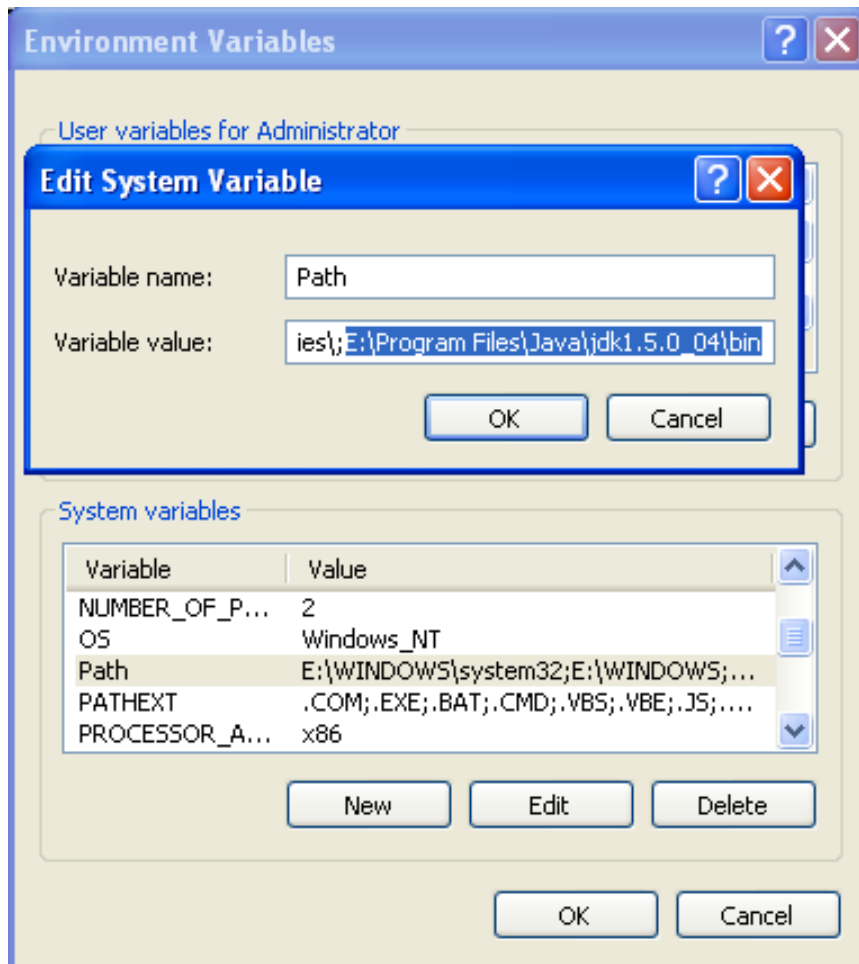 Environment Variables
User variables for Administrator
Edit System Variable
Variable name: Path
Variable value: ies\;E:\Program Files\Java\jdk1.5.0_04\bin
OK Cancel
System variables
Variable Value
NUMBER_OF_P... 2
OS Windows_NT
Path E:\WINDOWS\system32;E:\WINDOWS;...
PATHEXT .COM;.EXE;.BAT;.CMD;.VBS;.VBE;.JS;....
PROCESSOR_A... x86
New Edit Delete
OK Cancel